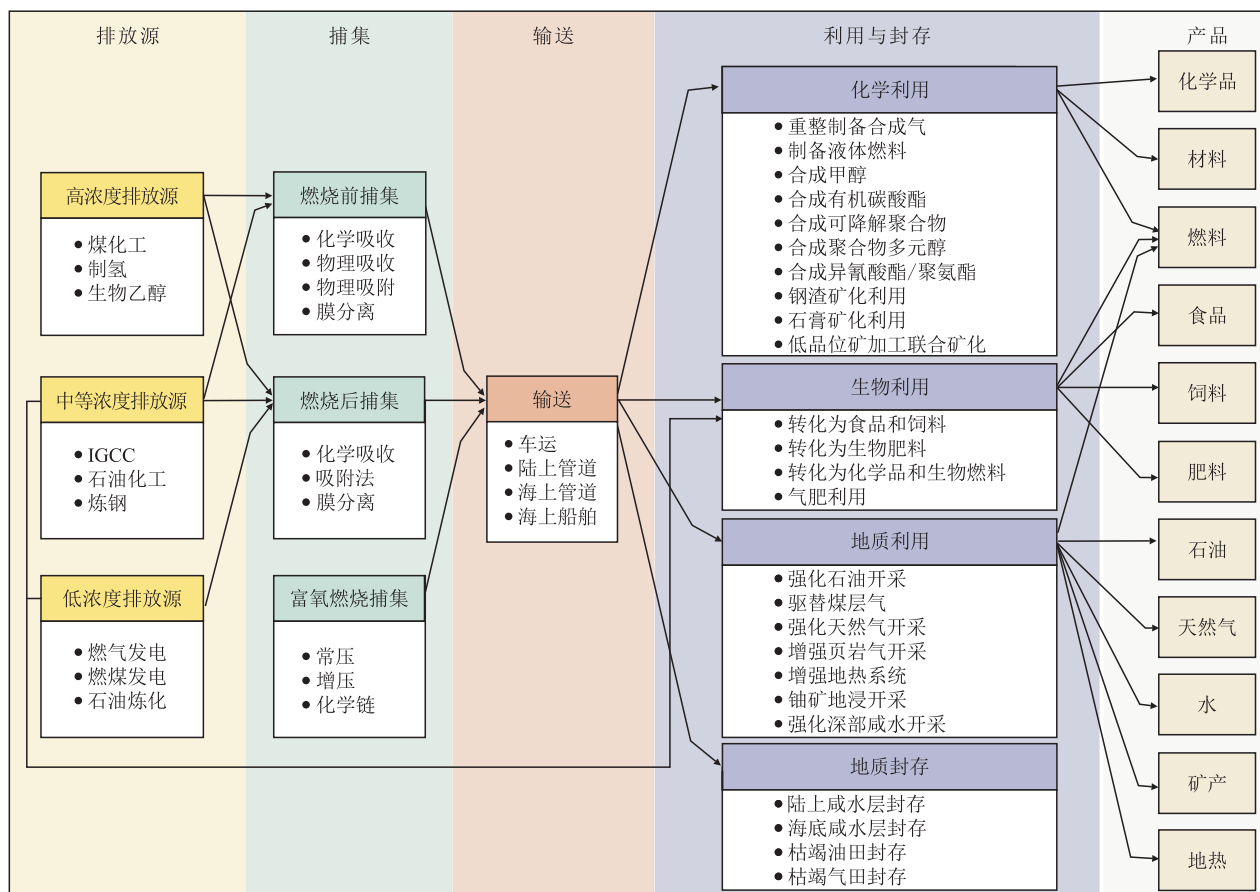 排放源
捕集
输送
利用与封存
产品
高浓度排放源
● 煤化工
● 制氢
● 生物乙醇
中等浓度排放源
● IGCC
● 石油化工
● 炼钢
低浓度排放源
● 燃气发电
● 燃煤发电
● 石油炼化
燃烧前捕集
● 化学吸收
● 物理吸收
● 物理吸附
● 膜分离
燃烧后捕集
● 化学吸收
● 吸附法
● 膜分离
富氧燃烧捕集
● 常压
● 增压
● 化学链
输送
● 车运
● 陆上管道
● 海上管道
● 海上船舶
化学利用
● 重整制备合成气
● 制备液体燃料
● 合成甲醇
● 合成有机碳酸酯
● 合成可降解聚合物
● 合成聚合物多元醇
● 合成异氰酸酯/聚氨酯
● 钢渣矿化利用
● 石膏矿化利用
● 低品位矿加工联合矿化
生物利用
● 转化为食品和饲料
● 转化为生物肥料
● 转化为化学品和生物燃料
● 气肥利用
地质利用
● 强化石油开采
● 驱替煤层气
● 强化天然气开采
● 增强页岩气开采
● 增强地热系统
● 铀矿地浸开采
● 强化深部咸水开采
地质封存
● 陆上咸水层封存
● 海底咸水层封存
● 枯竭油田封存
● 枯竭气田封存
化学品
材料
燃料
食品
饲料
肥料
石油
天然气
水
矿产
地热